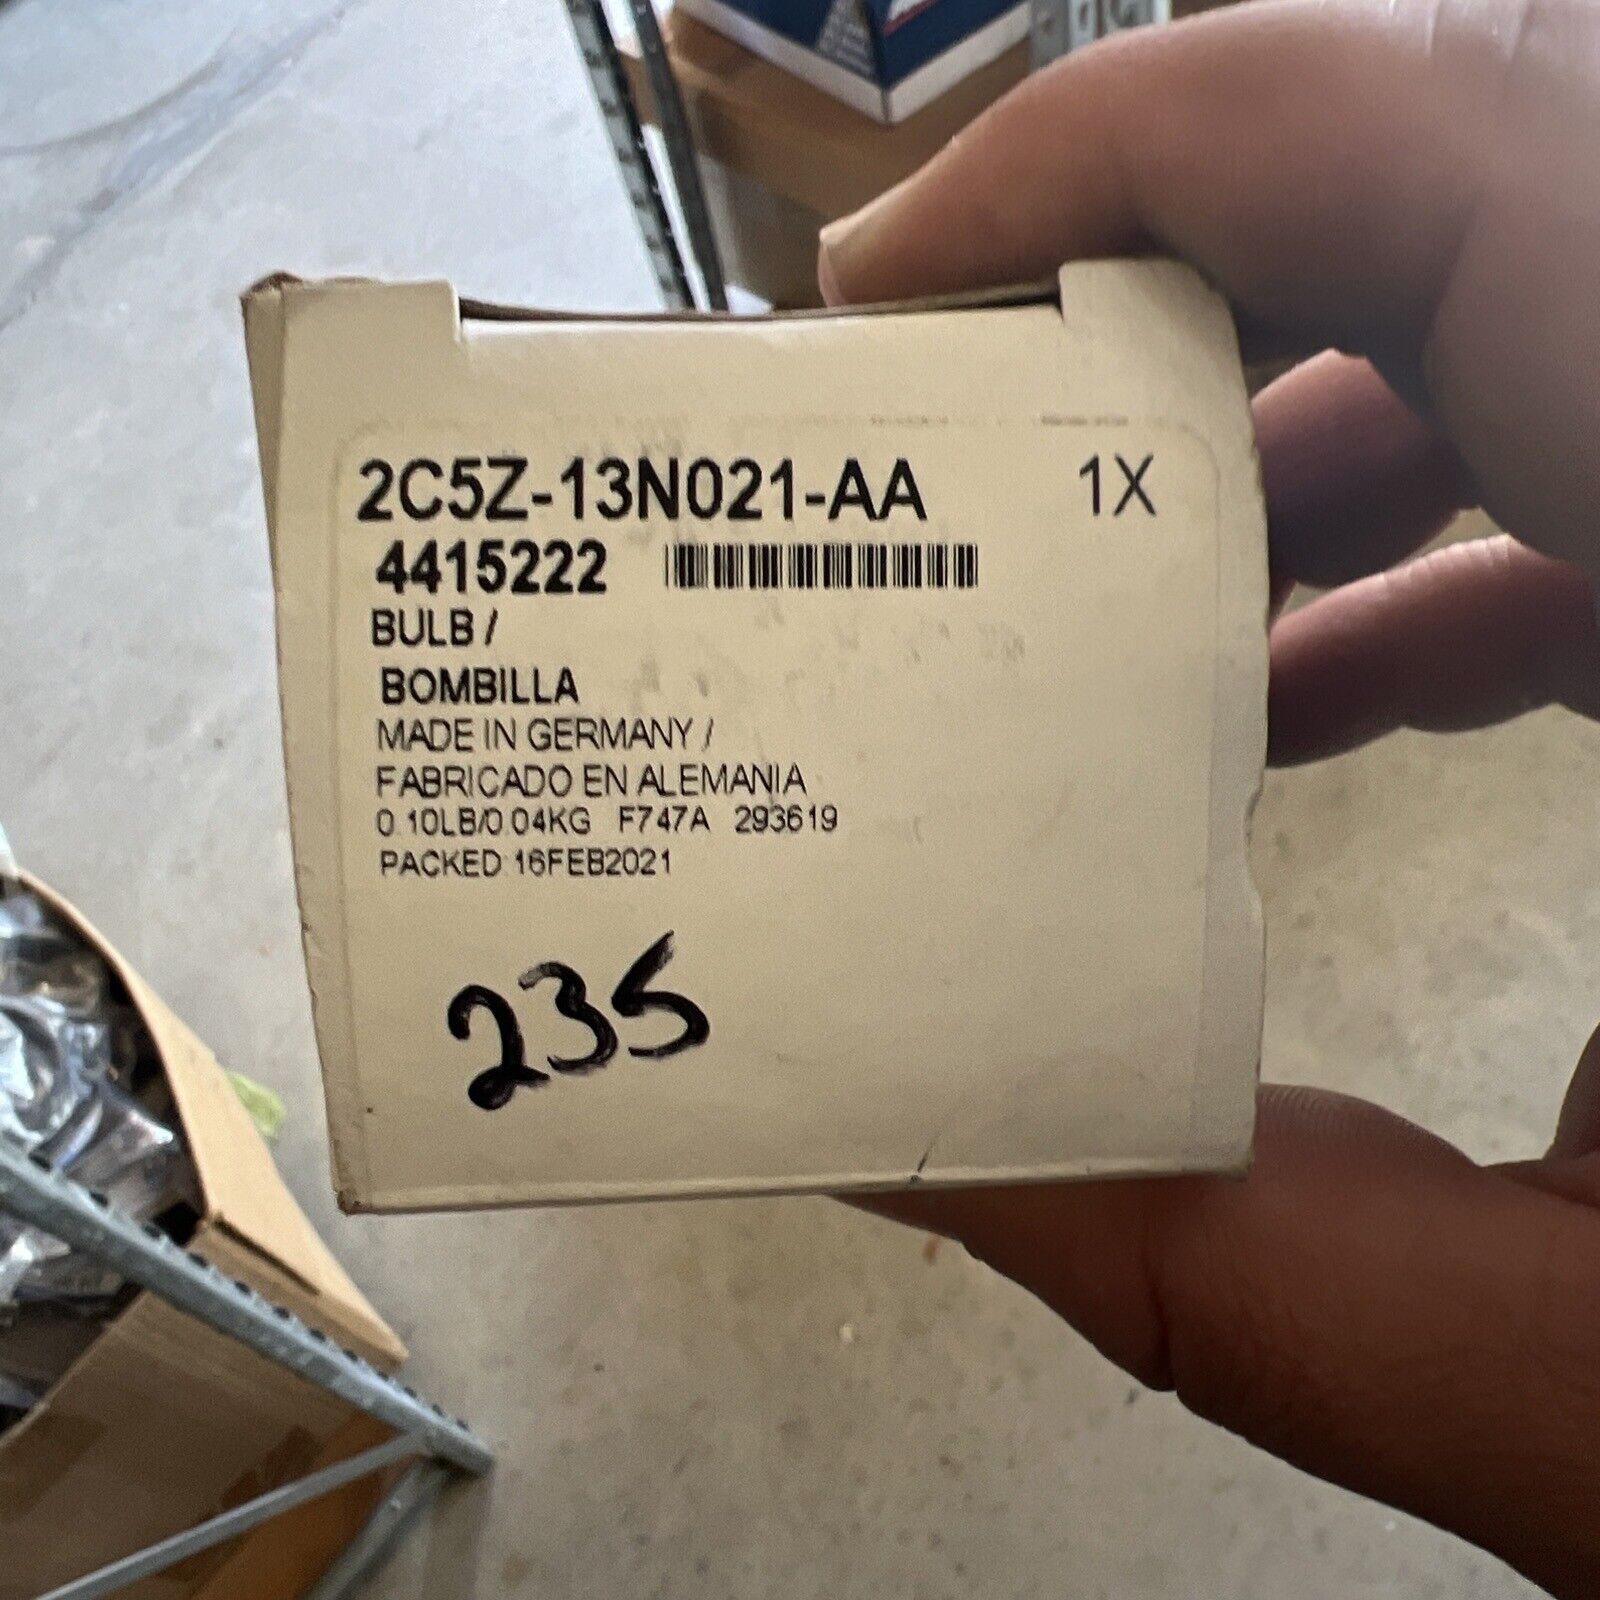 2C5Z-13N021-AA 1X
4415222
BULB /
BOMBILLA
MADE IN GERMANY /
FABRICADO EN ALEMANIA
0.10LB/0.04KG F747A 293619
PACKED:16FEB2021
235